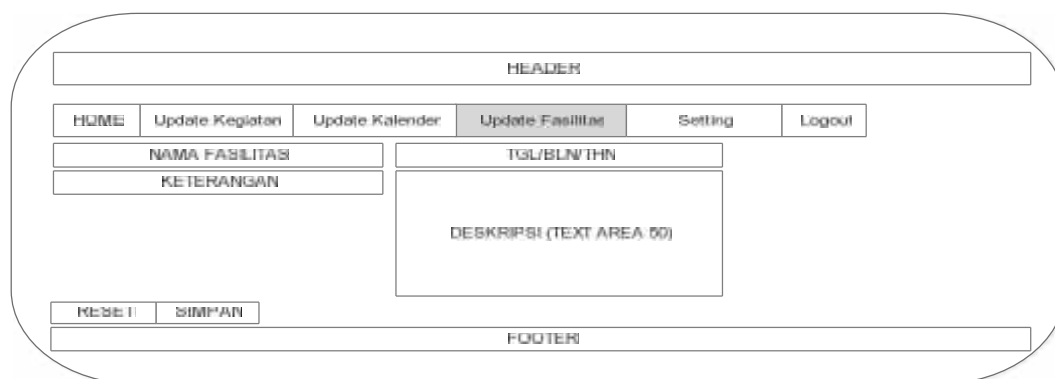 HEADER
HOME Update Kegiatan Update Kalender Update Fasilitas Setting Logout
NAMA FASILITAS TGL/BLN/THN
KETERANGAN
DESKRIPSI (TEXT AREA 50)
RESET SIMPAN
FOOTER